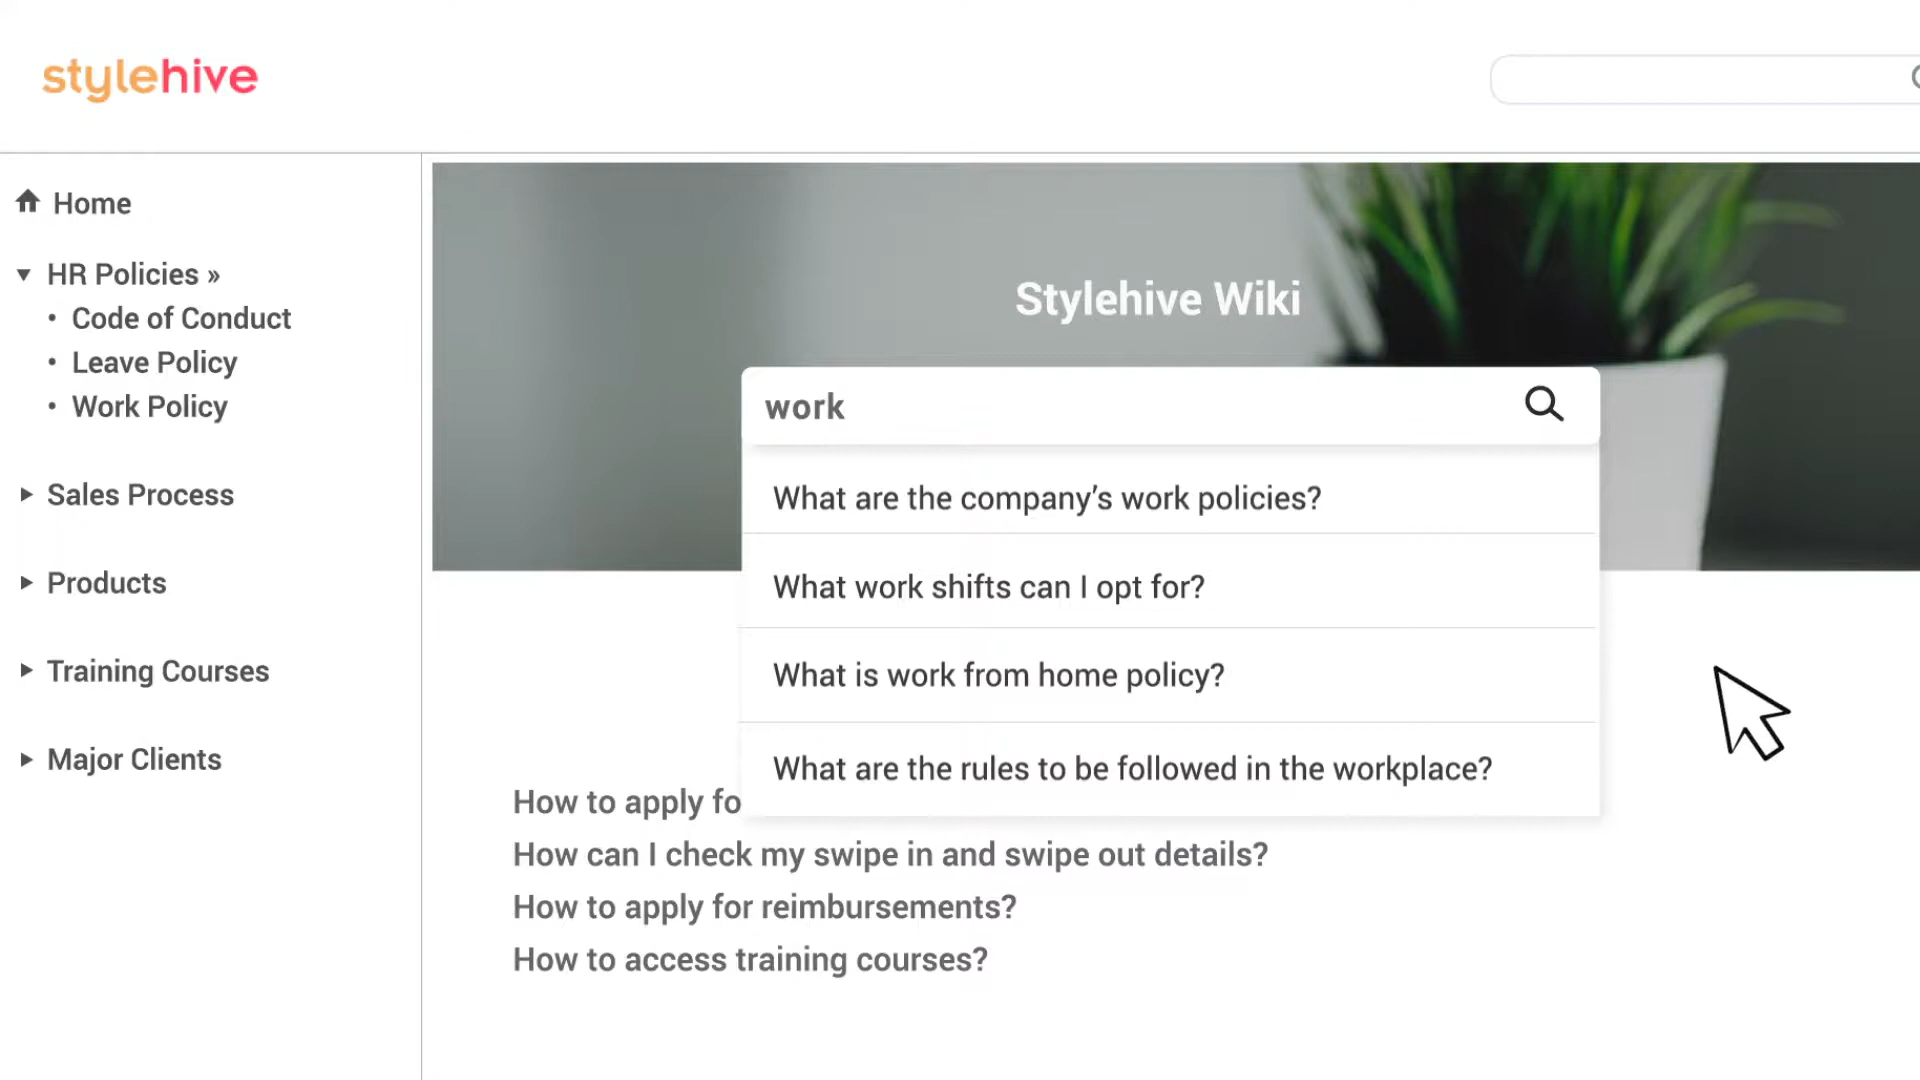 stylehive
Home
HR Policies »
• Code of Conduct
• Leave Policy
• Work Policy
Sales Process
Products
Training Courses
Major Clients
Stylehive Wiki
work
What are the company’s work policies?
What work shifts can I opt for?
What is work from home policy?
What are the rules to be followed in the workplace?
How to apply fo
How can I check my swipe in and swipe out details?
How to apply for reimbursements?
How to access training courses?